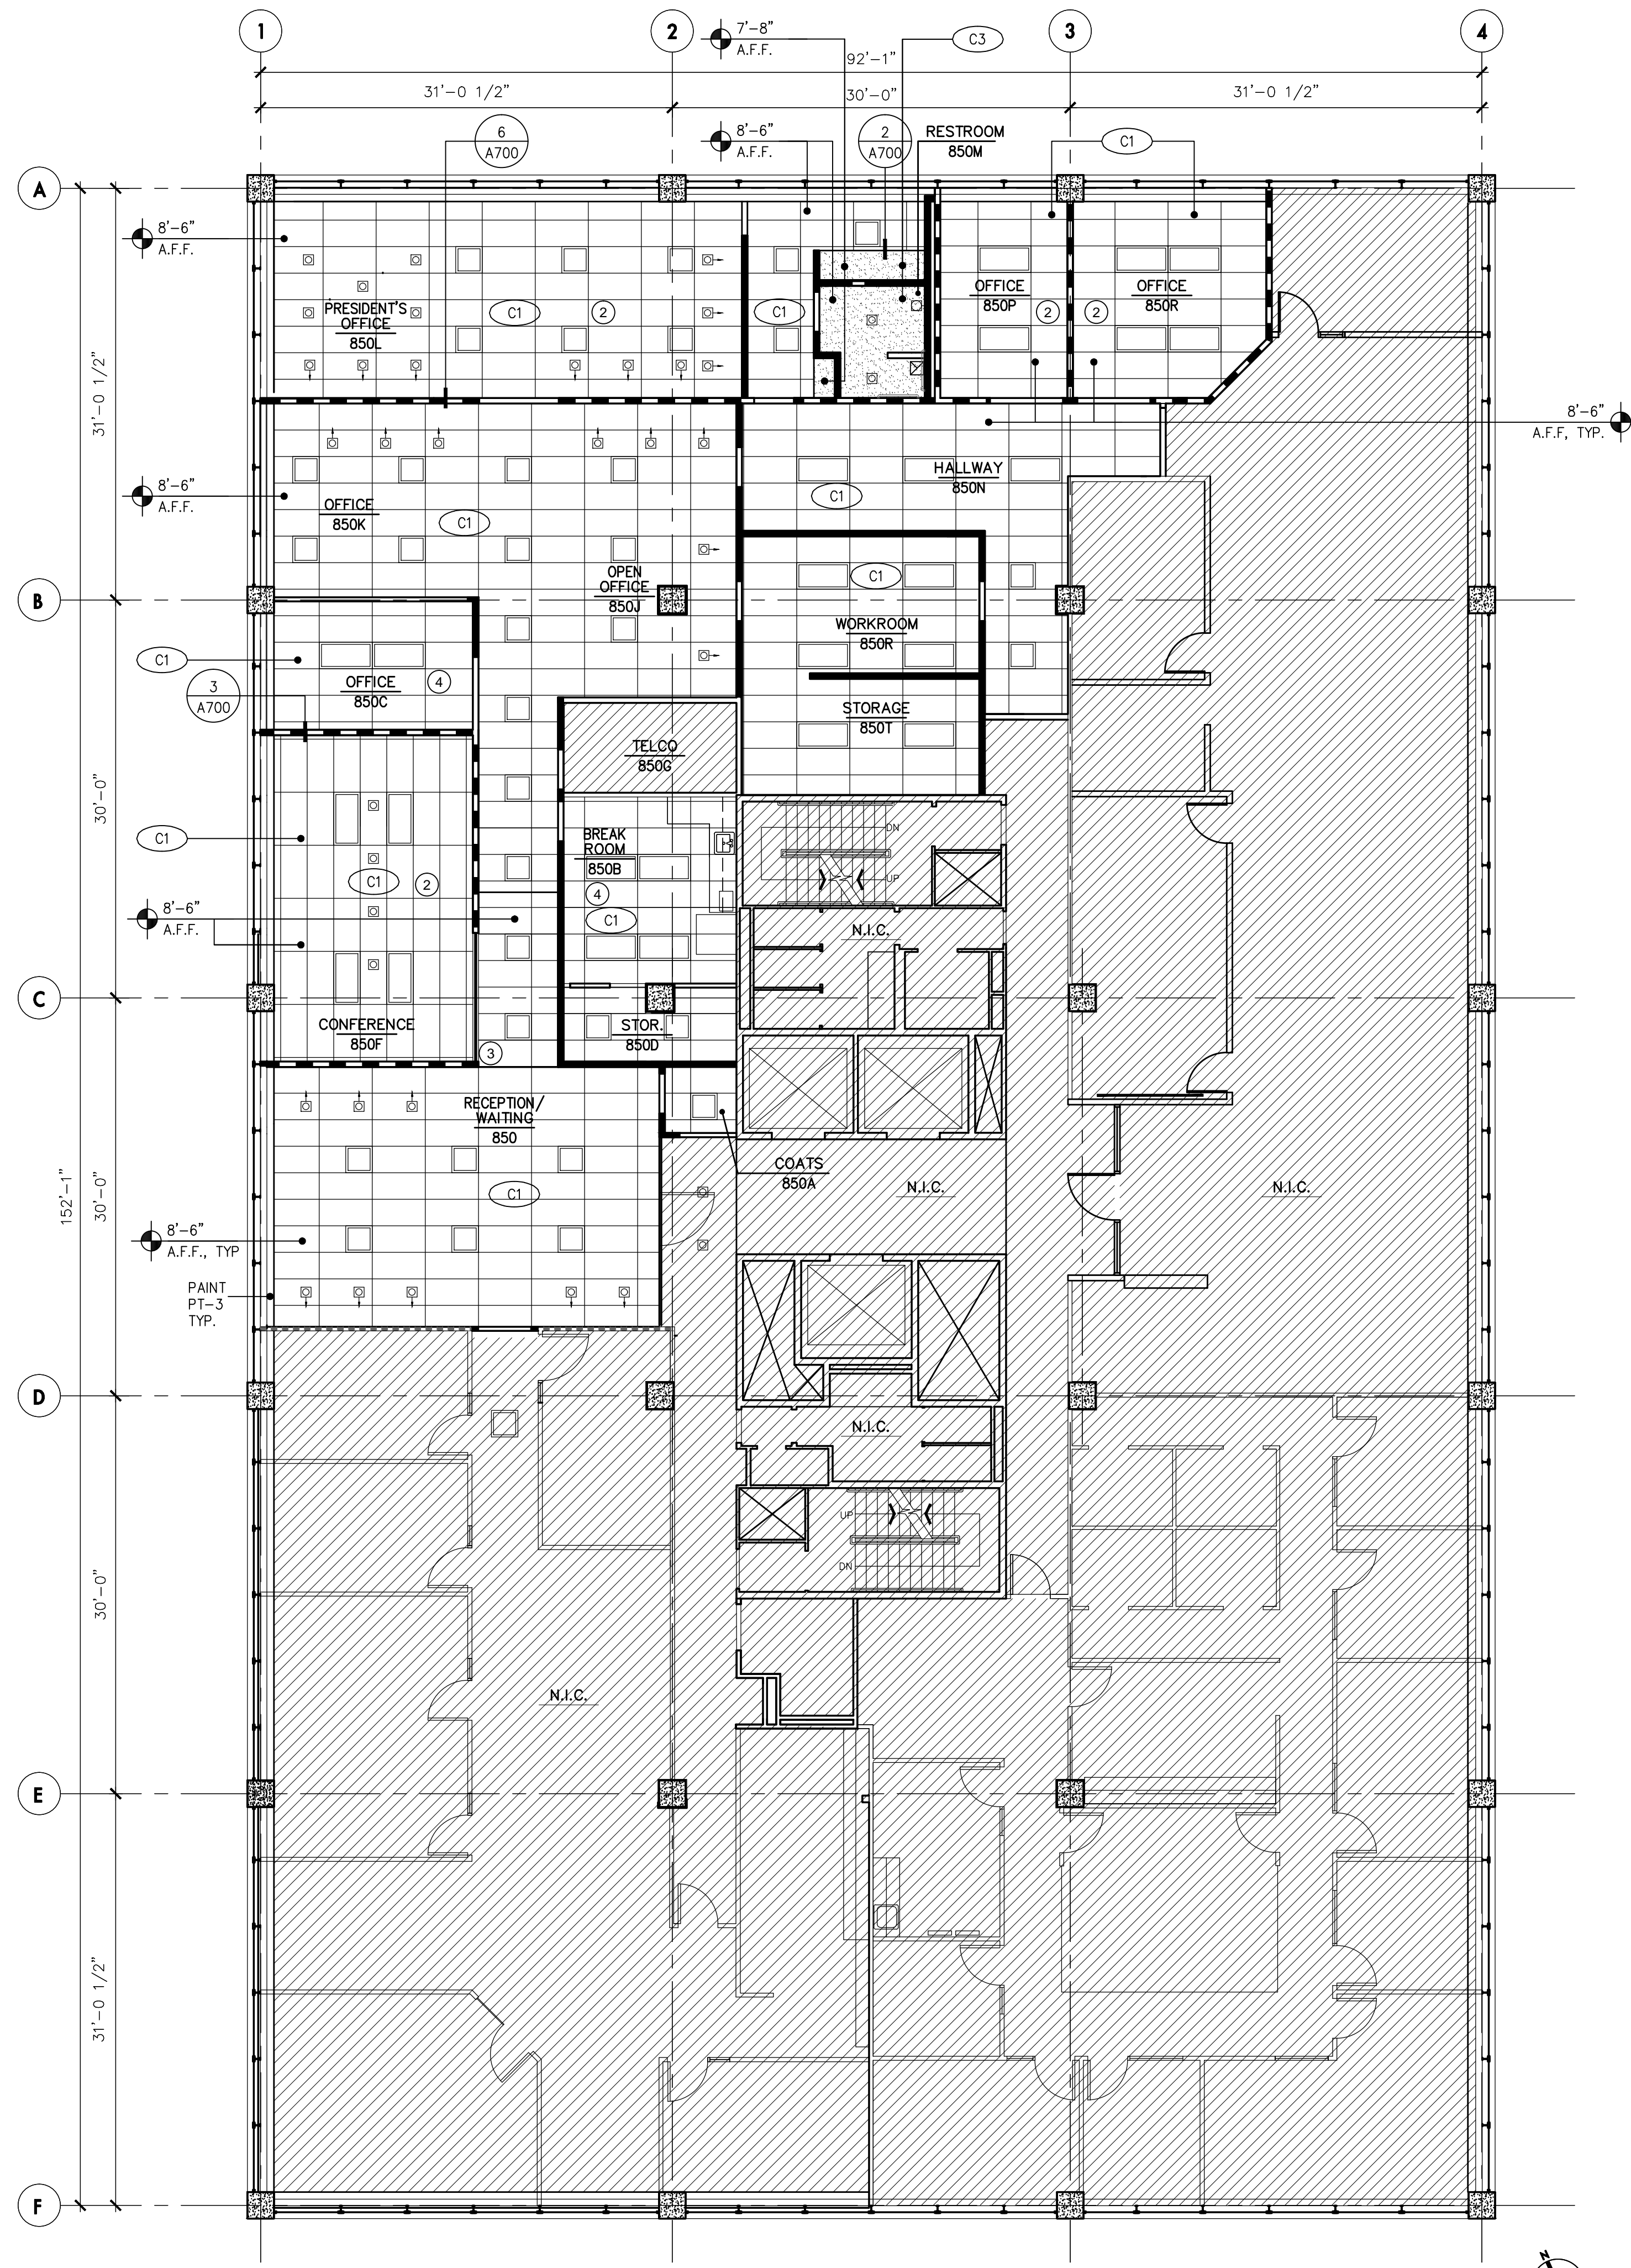 1
2
3
4
7'-8"
A.F.F.
C3
92'-1"
31'-0 1/2"
30'-0"
31'-0 1/2"
6
A700
8'-6"
A.F.F.
2
A700
RESTROOM
850M
C1
A
8'-6"
A.F.F.
PRESIDENT'S
OFFICE
850L
C1
2
C1
OFFICE
850P
2
2
OFFICE
850R
31'-0 1/2"
8'-6"
A.F.F, TYP.
8'-6"
A.F.F.
OFFICE
850K
C1
HALLWAY
850N
C1
OPEN
OFFICE
850J
C1
B
WORKROOM
850R
C1
3
A700
OFFICE
850C
4
STORAGE
850T
TELCO
850G
30'-0"
C1
BREAK
ROOM
850B
4
C1
C1
2
DN
UP
8'-6"
A.F.F.
N.I.C.
C
CONFERENCE
850F
3
STOR.
850D
RECEPTION/
WAITING
850
C1
COATS
850A
N.I.C.
N.I.C.
152'-1"
30'-0"
8'-6"
A.F.F., TYP
PAINT
PT-3
TYP.
D
N.I.C.
UP
DN
30'-0"
N.I.C.
E
31'-0 1/2"
F
N